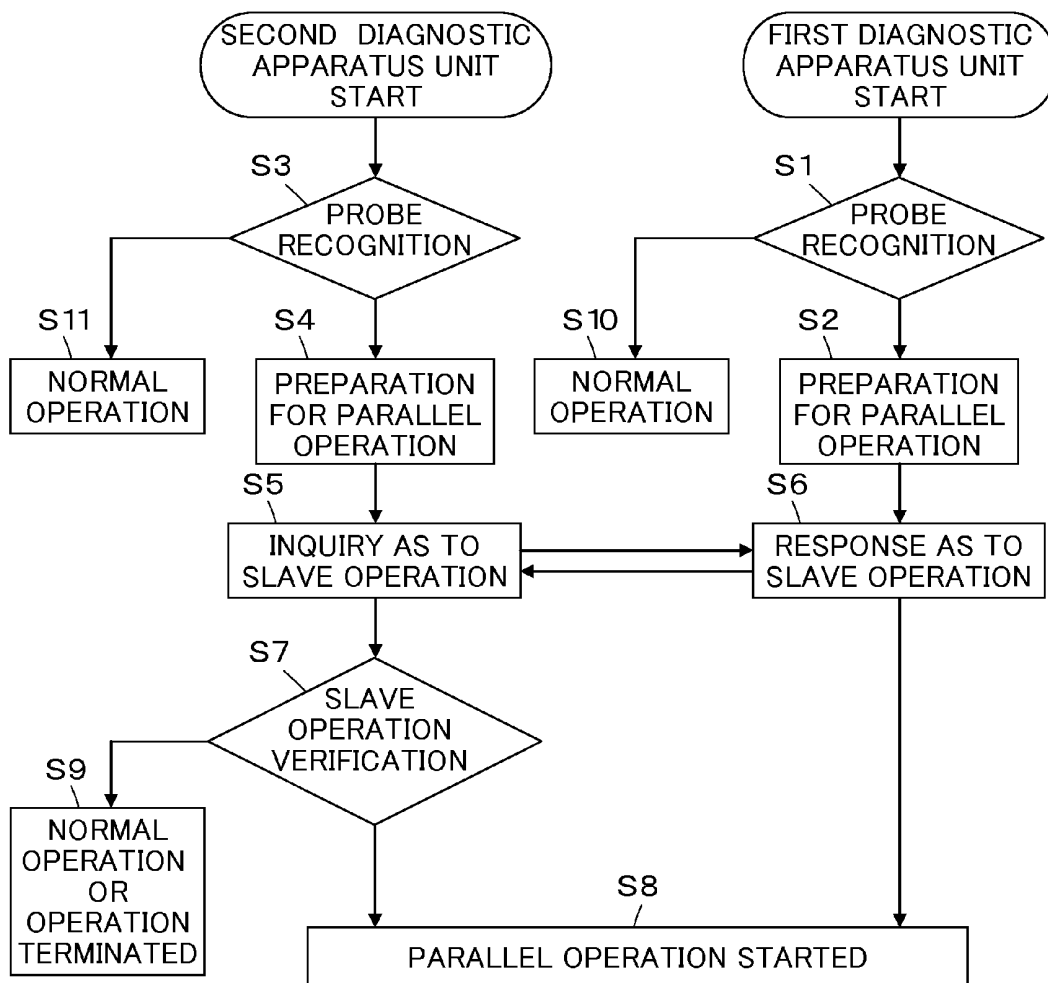 SECOND DIAGNOSTIC
APPARATUS UNIT
START
FIRST DIAGNOSTIC
APPARATUS UNIT
START
S3
PROBE
RECOGNITION
S1
PROBE
RECOGNITION
S11
NORMAL
OPERATION
S4
PREPARATION
FOR PARALLEL
OPERATION
S10
NORMAL
OPERATION
S2
PREPARATION
FOR PARALLEL
OPERATION
S5
INQUIRY AS TO
SLAVE OPERATION
S6
RESPONSE AS TO
SLAVE OPERATION
S7
SLAVE
OPERATION
VERIFICATION
S9
NORMAL
OPERATION
OR
OPERATION
TERMINATED
S8
PARALLEL OPERATION STARTED